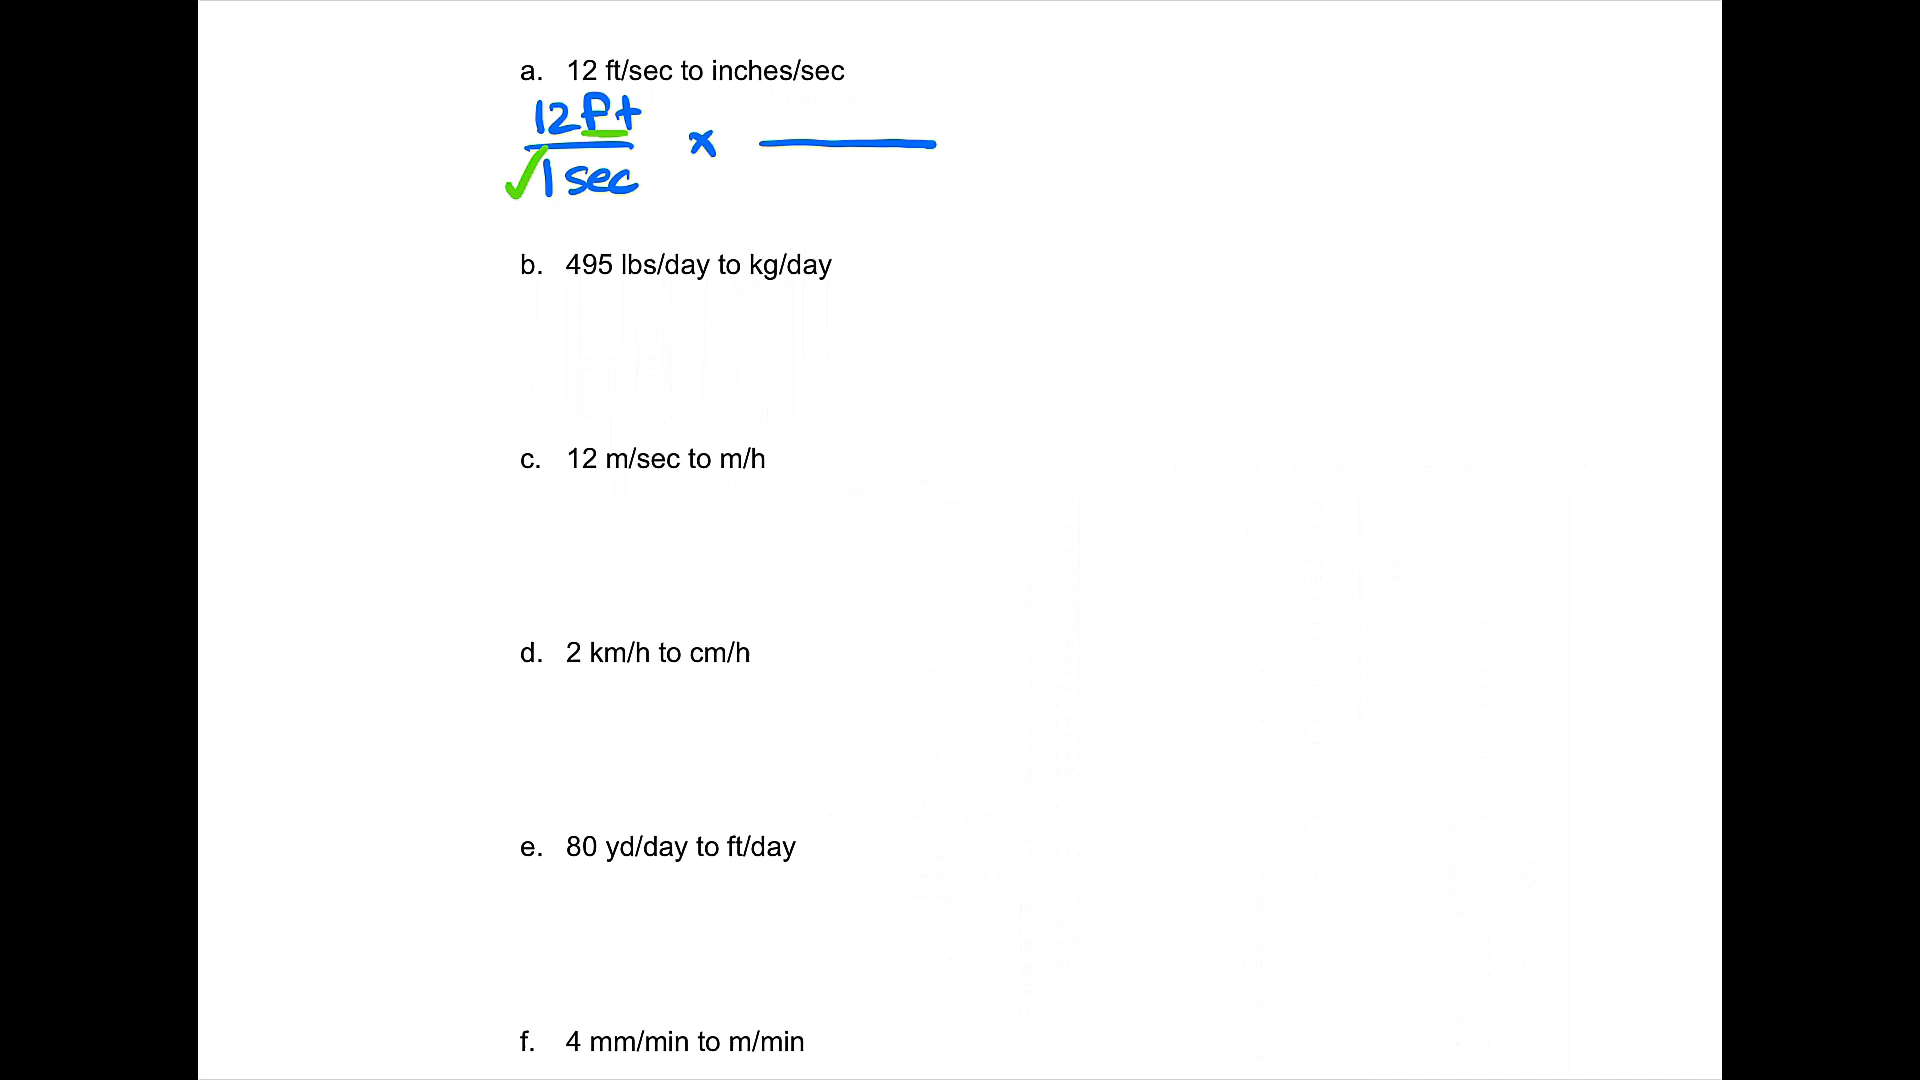 a. 12 ft/sec to inches/sec
12 ft
x
1 sec
b. 495 lbs/day to kg/day
c. 12 m/sec to m/h
d. 2 km/h to cm/h
e. 80 yd/day to ft/day
f. 4 mm/min to m/min